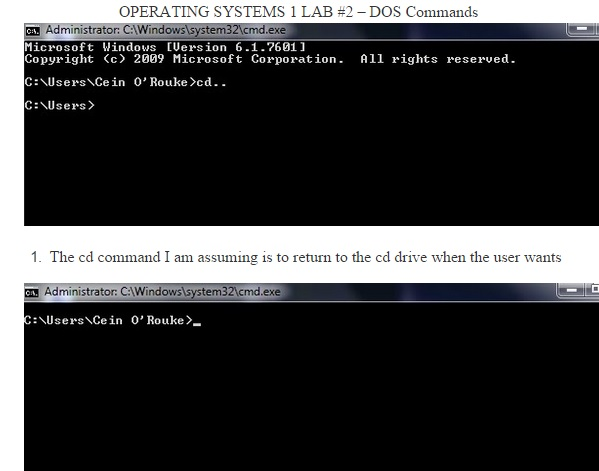 OPERATING SYSTEMS 1 LAB #2 – DOS Commands
C:\. Administrator: C:\Windows\system32\cmd.exe
Microsoft Windows [Version 6.1.7601]
Copyright (c) 2009 Microsoft Corporation.  All rights reserved.
C:\Users\Cein O'Rouke>cd..
C:\Users>
1. The cd command I am assuming is to return to the cd drive when the user wants
C:\. Administrator: C:\Windows\system32\cmd.exe
C:\Users\Cein O'Rouke>_